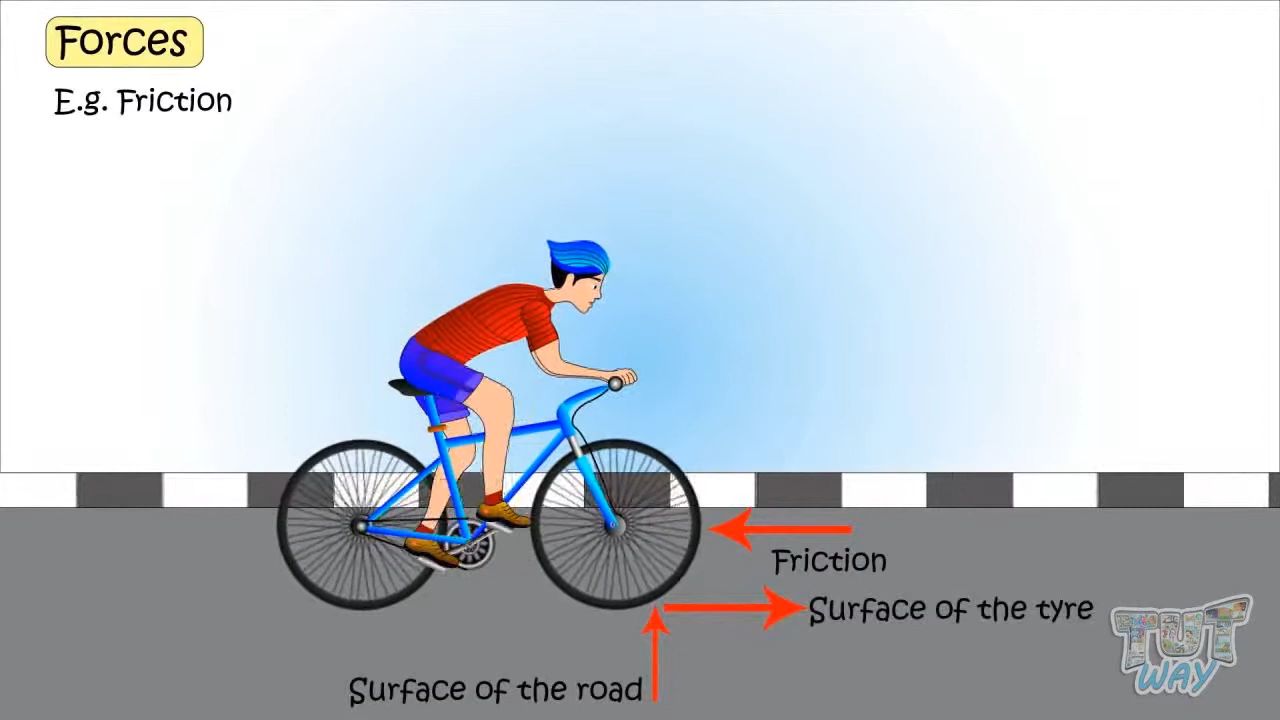 Forces
E.g. Friction
Friction
Surface of the tyre
Surface of the road
TUT
WAY